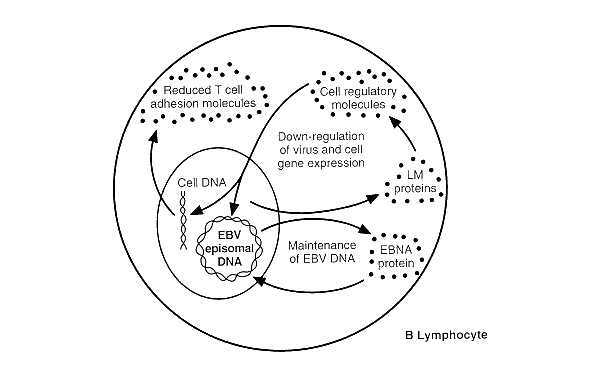 Reduced T cell
adhesion molecules
Cell regulatory
molecules
Down-regulation
of virus and cell
gene expression
Cell DNA
LM
proteins
EBV
episomal
DNA
Maintenance
of EBV DNA
EBNA
protein
B Lymphocyte